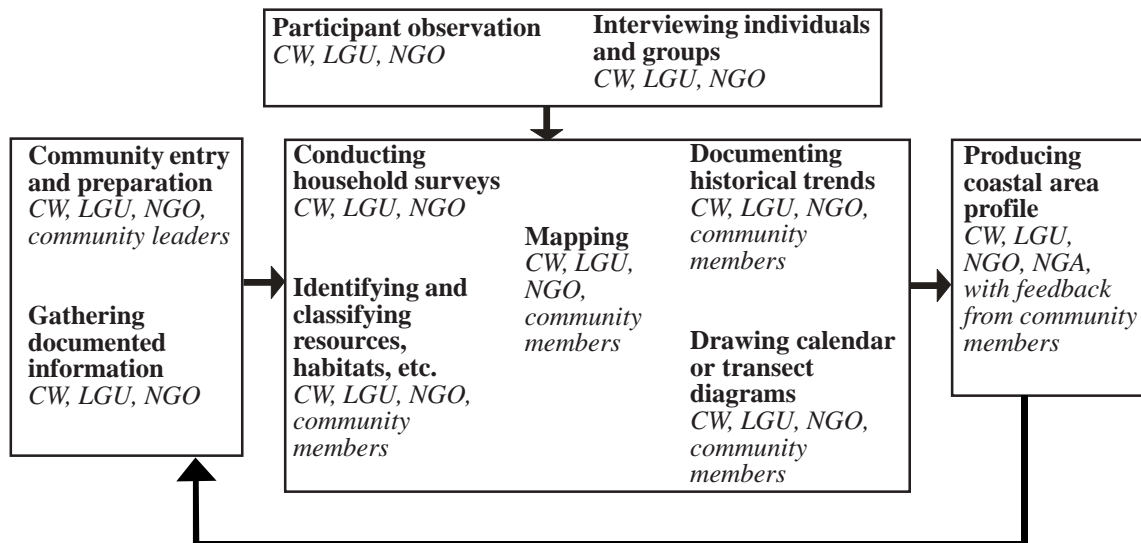 Participant observation
CW, LGU, NGO
Interviewing individuals
and groups
CW, LGU, NGO
Community entry
and preparation
CW, LGU, NGO,
community leaders
Gathering
documented
information
CW, LGU, NGO
Conducting
household surveys
CW, LGU, NGO
Identifying and
classifying
resources,
habitats, etc.
CW, LGU, NGO,
community
members
Mapping
CW, LGU,
NGO,
community
members
Documenting
historical trends
CW, LGU, NGO,
community
members
Drawing calendar
or transect
diagrams
CW, LGU, NGO,
community
members
Producing
coastal area
profile
CW, LGU,
NGO, NGA,
with feedback
from community
members